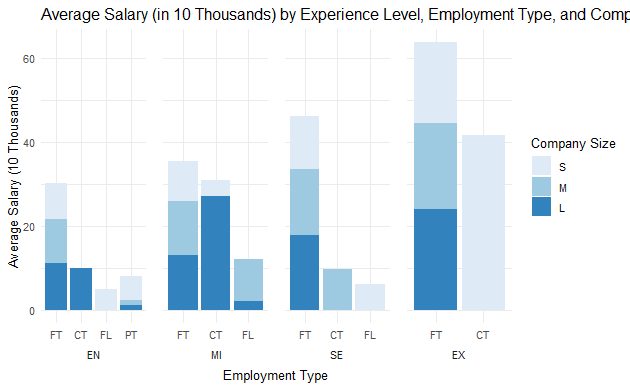 Average Salary (in 10 Thousands) by Experience Level, Employment Type, and Comp
Average Salary (10 Thousands)
60
40
20
0
FT CT FL PT
EN
FT CT FL
MI
FT CT FL
SE
FT CT
EX
Employment Type
Company Size
S
M
L